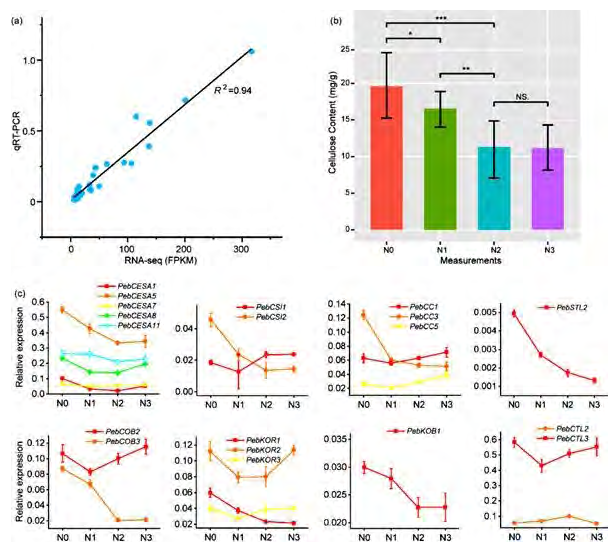 (a)
1.0
0.5
0
qRT-PCR
R²=0.94
0
100
200
300
RNA-seq (FPKM)
(b)
***
*
**
NS.
25
20
15
10
5
0
Cellulose Content (mg/g)
N0 N1 N2 N3
Measurements
(c)
PebCESA1
PebCESA5
PebCESA7
PebCESA8
PebCESA11
0.6
0.5
0.4
0.3
0.2
0.1
0.0
Relative expression
N0 N1 N2 N3
PebCSI1
PebCSI2
0.04
0.02
0.00
N0 N1 N2 N3
PebCC1
PebCC3
PebCC5
0.14
0.12
0.10
0.08
0.06
0.04
0.02
N0 N1 N2 N3
PebSTL2
0.005
0.004
0.003
0.002
0.001
N0 N1 N2 N3
PebCOB2
PebCOB3
0.12
0.10
0.08
0.06
0.04
0.02
Relative expression
N0 N1 N2 N3
PebKOR1
PebKOR2
PebKOR3
0.12
0.10
0.08
0.06
0.04
0.02
N0 N1 N2 N3
PebKOB1
0.030
0.025
0.020
N0 N1 N2 N3
PebCTL2
PebCTL3
0.6
0.5
0.4
0.3
0.2
0.1
N0 N1 N2 N3